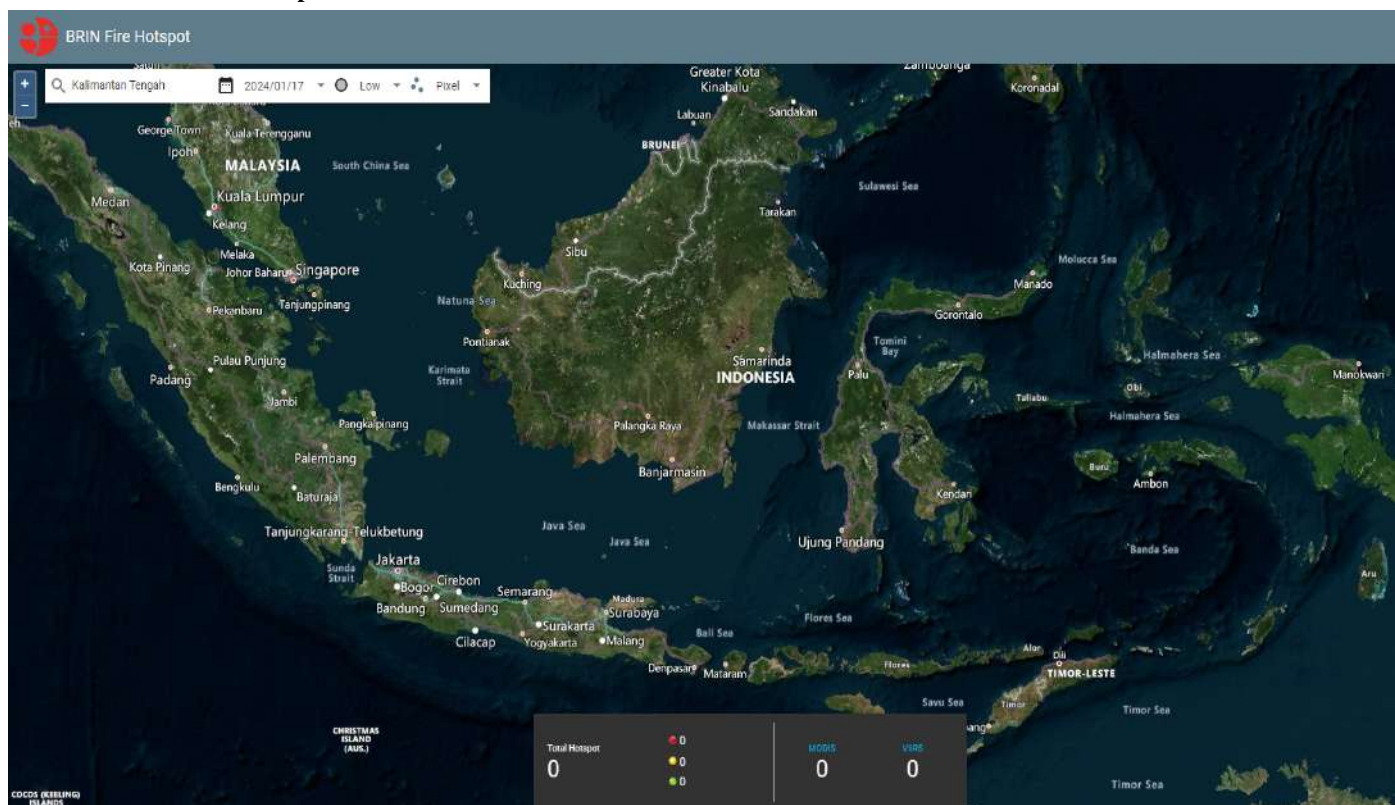 BRIN Fire Hotspot
+
Kalimantan Tengah 2024/01/17 Low Pixel
−
Greater Kota
Kinabalu
Koronadal
Labuan
Sandakan
George Town
Kuala Terengganu
Ipoh
BRUNEI
MALAYSIA
South China Sea
Sulawesi Sea
Medan
Kuala Lumpur
Kelang
Tarakan
Sibu
Melaka
Kota Pinang
Johor Baharu
Singapore
Kuching
Molucca Sea
Manado
Tanjungpinang
Natuna Sea
Pekanbaru
Gorontalo
Pontianak
Tomini
Bay
Pulau Punjung
Samarinda
Halmahera Sea
Padang
Karimata
Strait
INDONESIA
Palu
Manokwari
Obi
Taliabu
Jambi
Halmahera Sea
Pangkalpinang
Palangka Raya
Makassar Strait
Palembang
Banjarmasin
Buru
Ambon
Bengkulu
Baturaja
Kendari
Tanjungkarang-Telukbetung
Java Sea
Java Sea
Ujung Pandang
Banda Sea
Jakarta
Sunda
Strait
Aru
Bogor
Cirebon
Semarang
Madura
Bandung
Sumedang
Surabaya
Surakarta
Flores Sea
Cilacap
Yogyakarta
Malang
Bali Sea
Alor
Dili
Denpasar
Mataram
Flores
TIMOR-LESTE
Savu Sea
Timor
Timor Sea
CHRISTMAS
ISLAND
(AUS.)
Total Hotspot
0
0
0
0
MODIS
0
VIIRS
0
Timor Sea
COCOS (KEELING)
ISLANDS